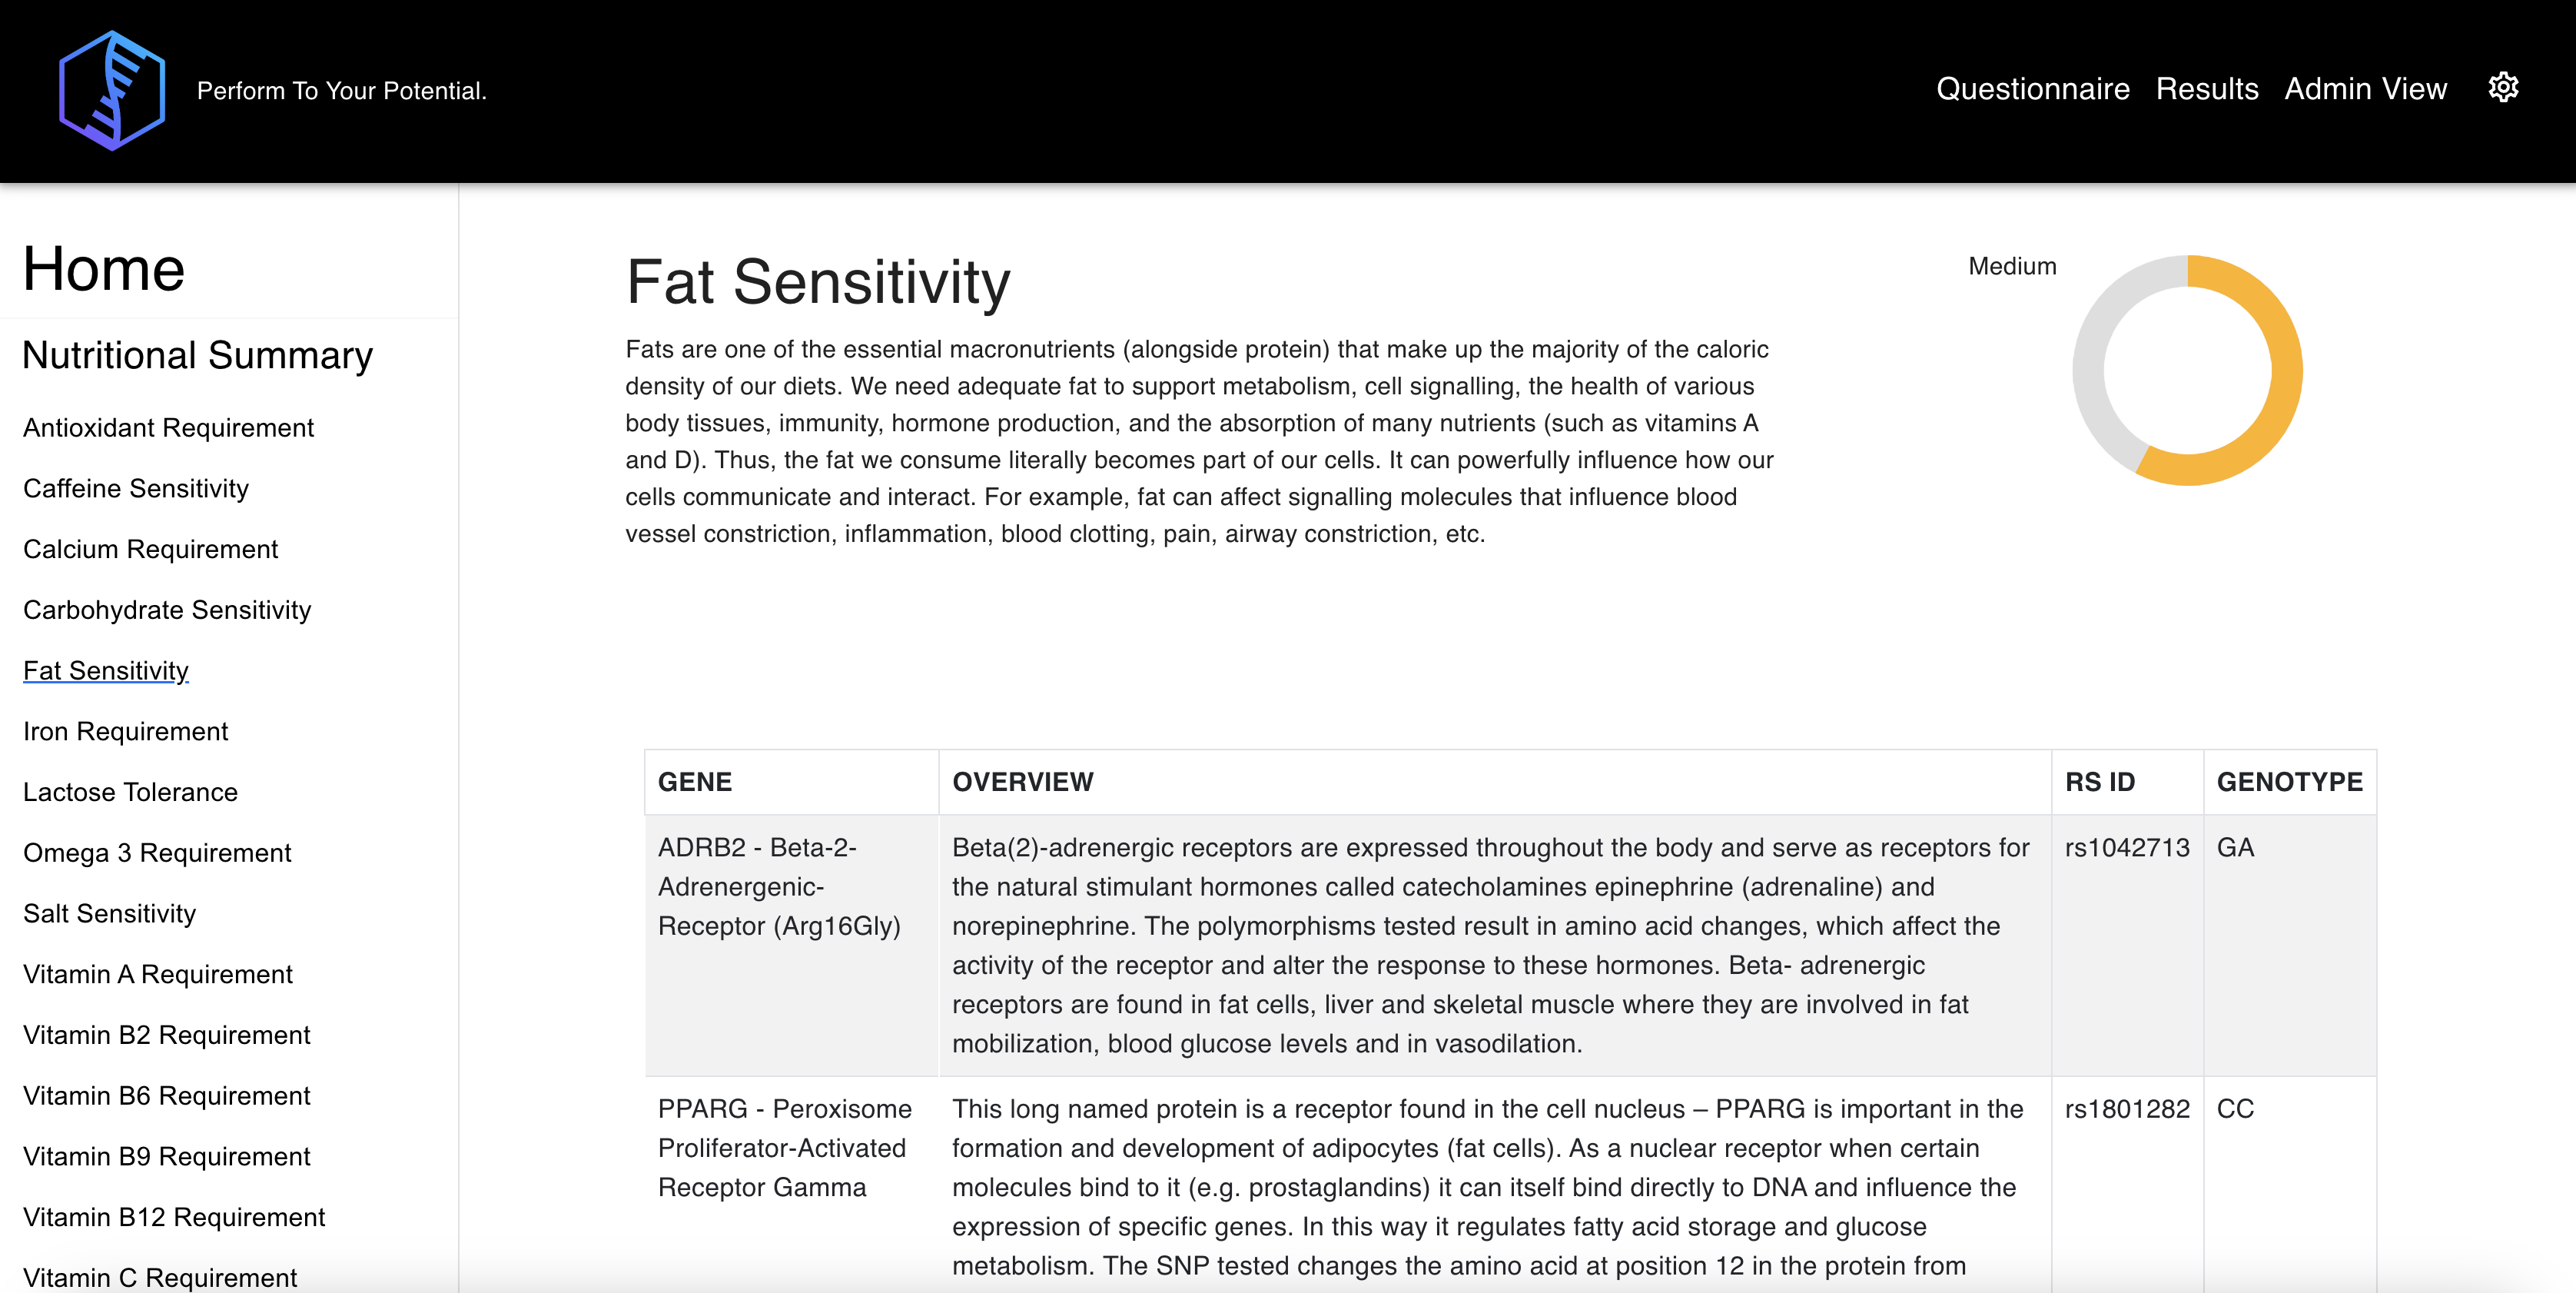 Perform To Your Potential.
Questionnaire Results Admin View
Home
Nutritional Summary
Antioxidant Requirement
Caffeine Sensitivity
Calcium Requirement
Carbohydrate Sensitivity
Fat Sensitivity
Iron Requirement
Lactose Tolerance
Omega 3 Requirement
Salt Sensitivity
Vitamin A Requirement
Vitamin B2 Requirement
Vitamin B6 Requirement
Vitamin B9 Requirement
Vitamin B12 Requirement
Vitamin C Requirement
Fat Sensitivity
Fats are one of the essential macronutrients (alongside protein) that make up the majority of the caloric
density of our diets. We need adequate fat to support metabolism, cell signalling, the health of various
body tissues, immunity, hormone production, and the absorption of many nutrients (such as vitamins A
and D). Thus, the fat we consume literally becomes part of our cells. It can powerfully influence how our
cells communicate and interact. For example, fat can affect signalling molecules that influence blood
vessel constriction, inflammation, blood clotting, pain, airway constriction, etc.
Medium
GENE OVERVIEW RS ID GENOTYPE
ADRB2 - Beta-2-
Adrenergenic-
Receptor (Arg16Gly)
Beta(2)-adrenergic receptors are expressed throughout the body and serve as receptors for
the natural stimulant hormones called catecholamines epinephrine (adrenaline) and
norepinephrine. The polymorphisms tested result in amino acid changes, which affect the
activity of the receptor and alter the response to these hormones. Beta- adrenergic
receptors are found in fat cells, liver and skeletal muscle where they are involved in fat
mobilization, blood glucose levels and in vasodilation.
rs1042713
GA
PPARG - Peroxisome
Proliferator-Activated
Receptor Gamma
This long named protein is a receptor found in the cell nucleus – PPARG is important in the
formation and development of adipocytes (fat cells). As a nuclear receptor when certain
molecules bind to it (e.g. prostaglandins) it can itself bind directly to DNA and influence the
expression of specific genes. In this way it regulates fatty acid storage and glucose
metabolism. The SNP tested changes the amino acid at position 12 in the protein from
rs1801282
CC